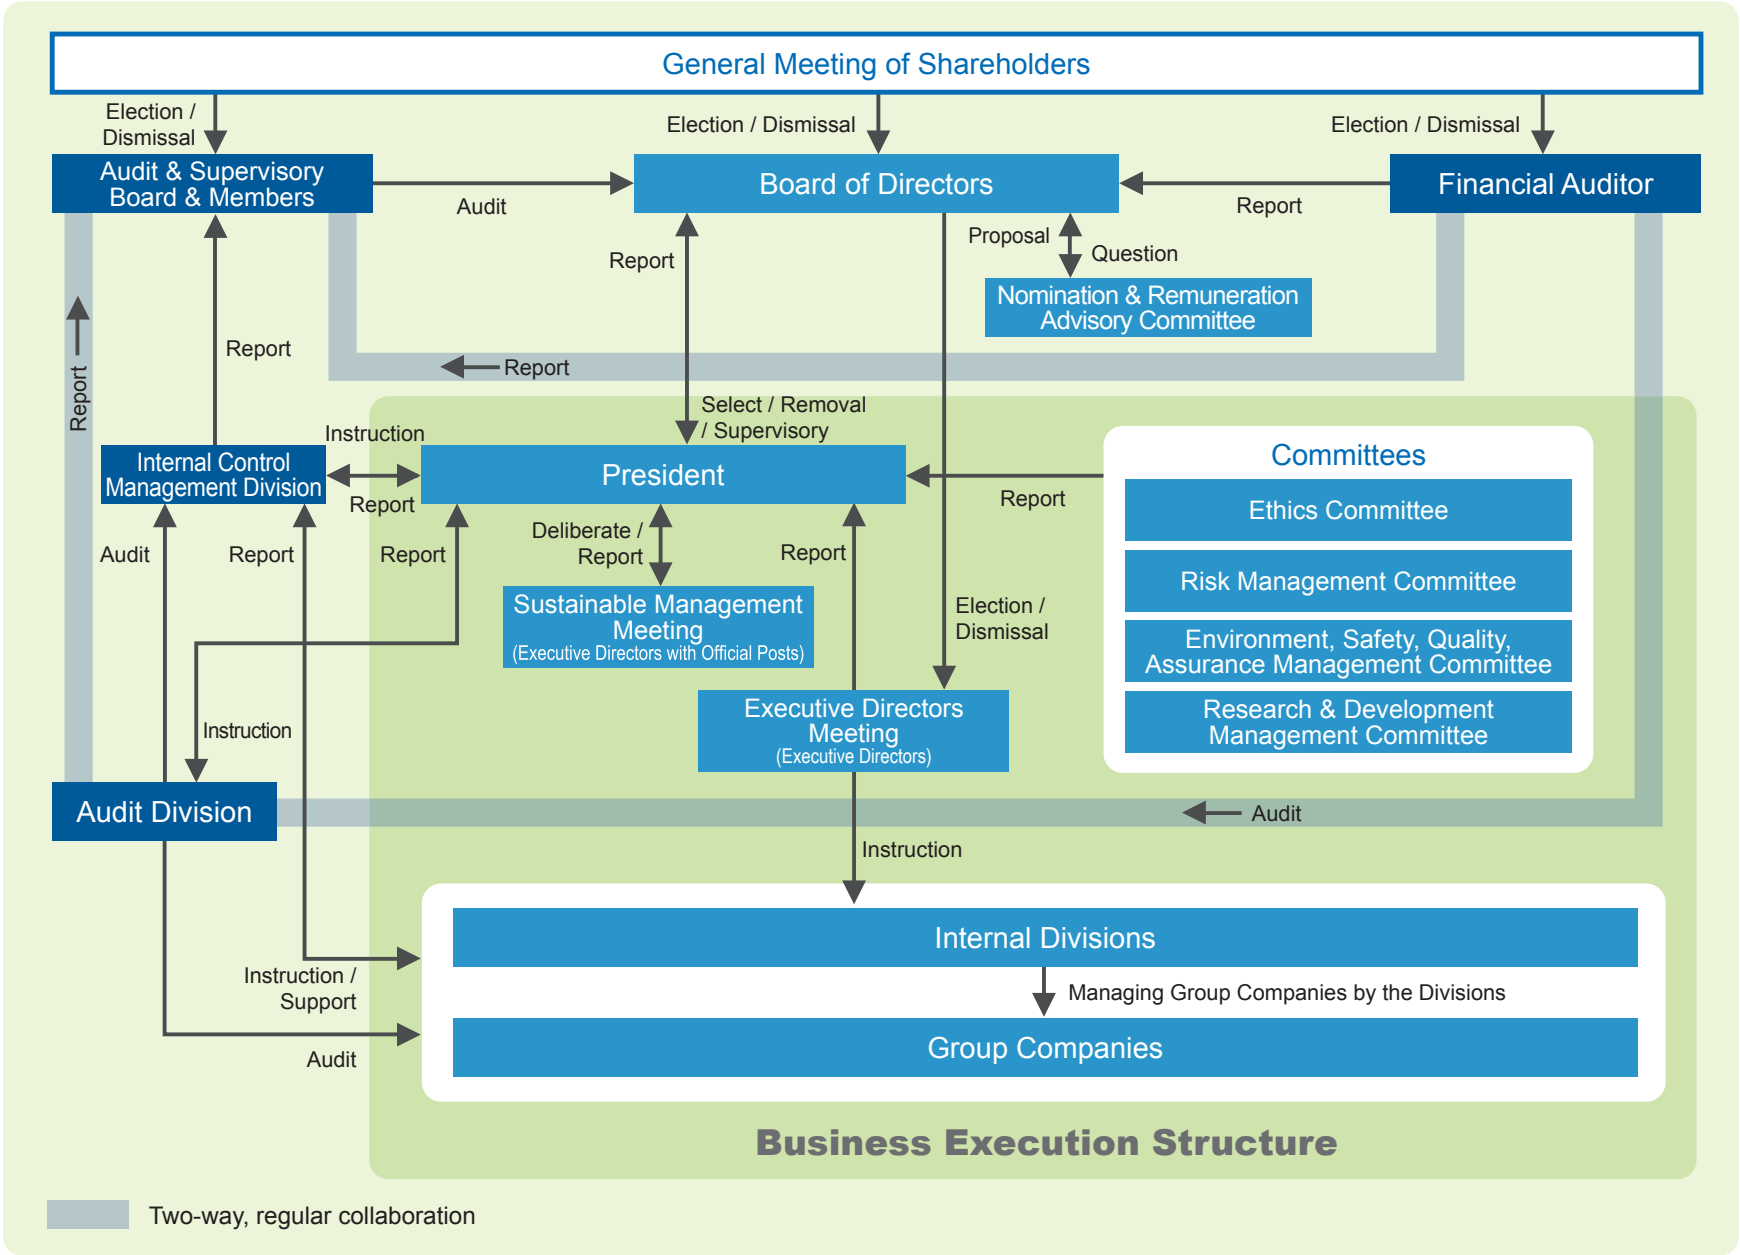 General Meeting of Shareholders
Election /
Dismissal
Election / Dismissal
Election / Dismissal
Audit & Supervisory
Board & Members
Audit
Board of Directors
Report
Financial Auditor
Report
Proposal
Question
Nomination & Remuneration
Advisory Committee
Report
Report
Report
Select / Removal
/ Supervisory
Instruction
Internal Control
Management Division
Report
President
Report
Committees
Ethics Committee
Risk Management Committee
Environment, Safety, Quality,
Assurance Management Committee
Research & Development
Management Committee
Audit
Report
Report
Deliberate /
Report
Report
Sustainable Management
Meeting
(Executive Directors with Official Posts)
Election /
Dismissal
Instruction
Executive Directors
Meeting
(Executive Directors)
Audit Division
Audit
Instruction
Internal Divisions
Instruction /
Support
Managing Group Companies by the Divisions
Group Companies
Audit
Business Execution Structure
Two-way, regular collaboration